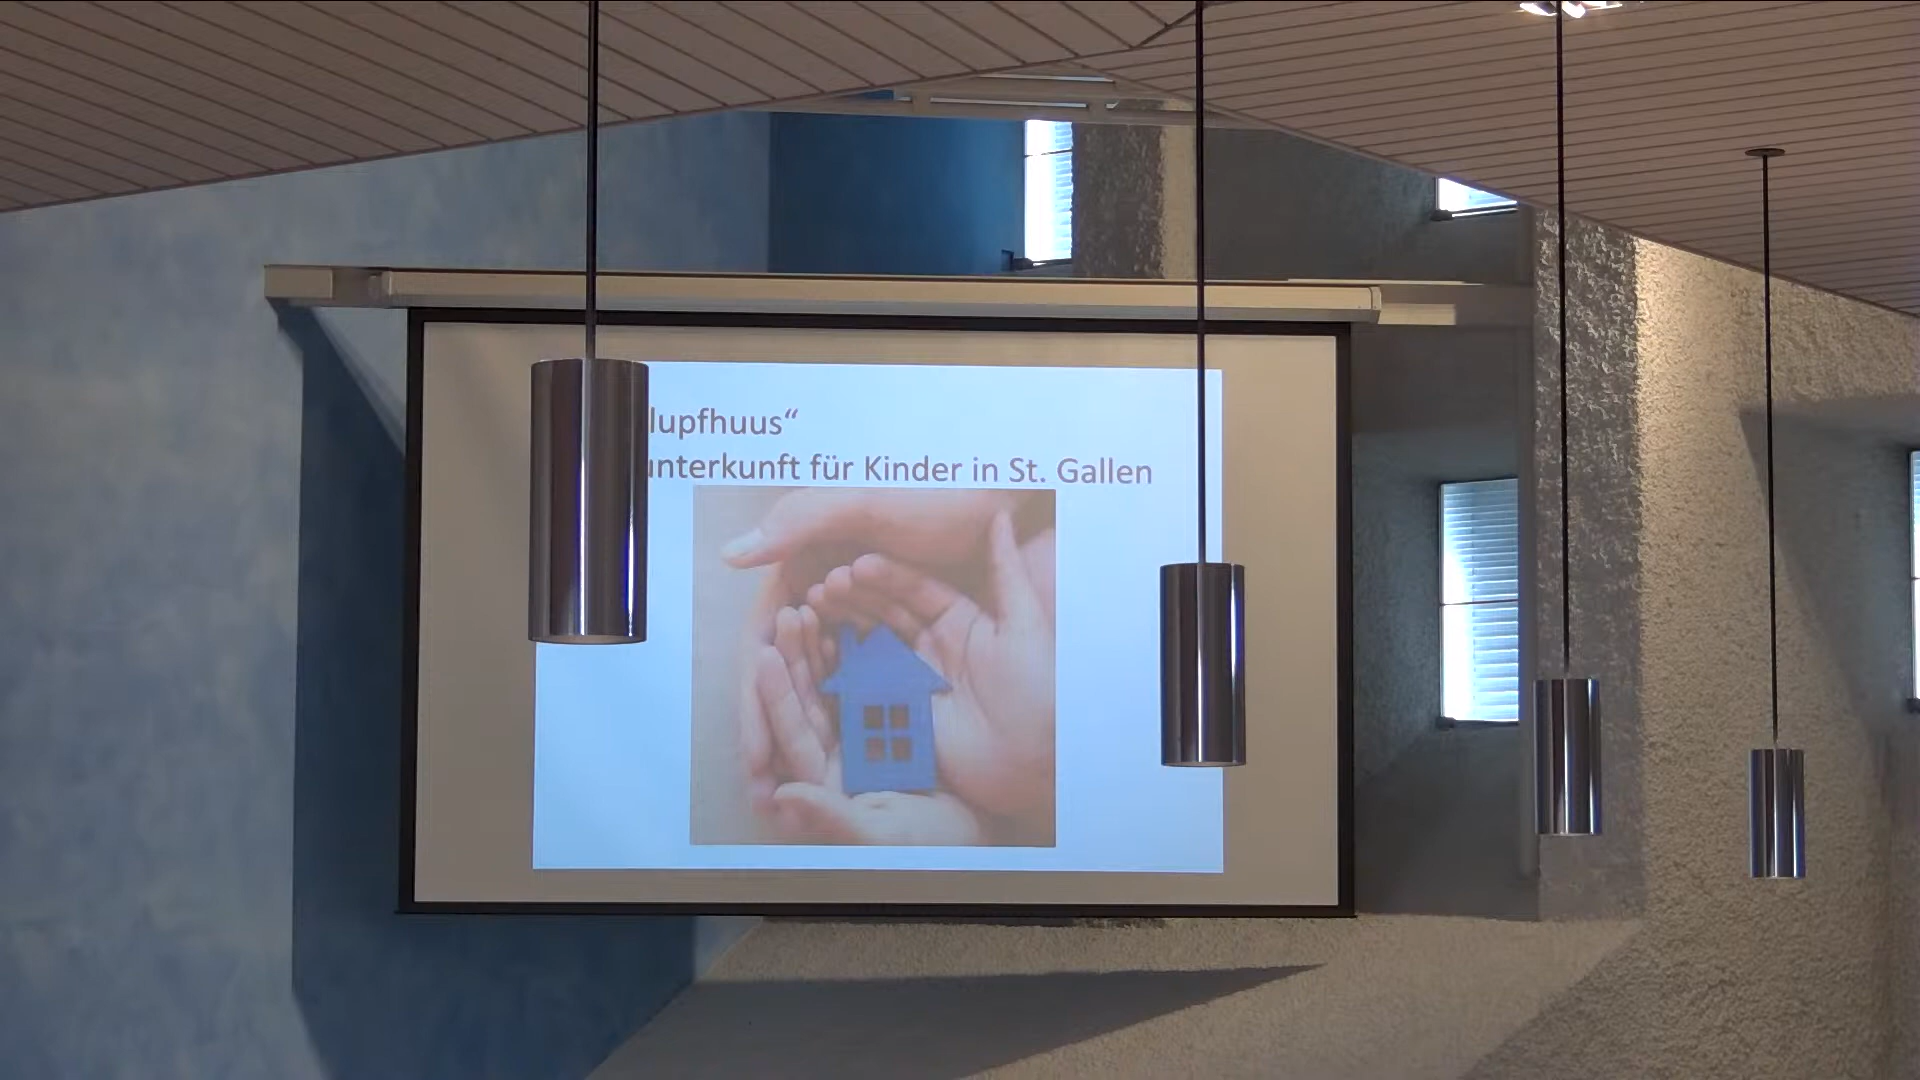 lupfhuus“
unterkunft für Kinder in St. Gallen